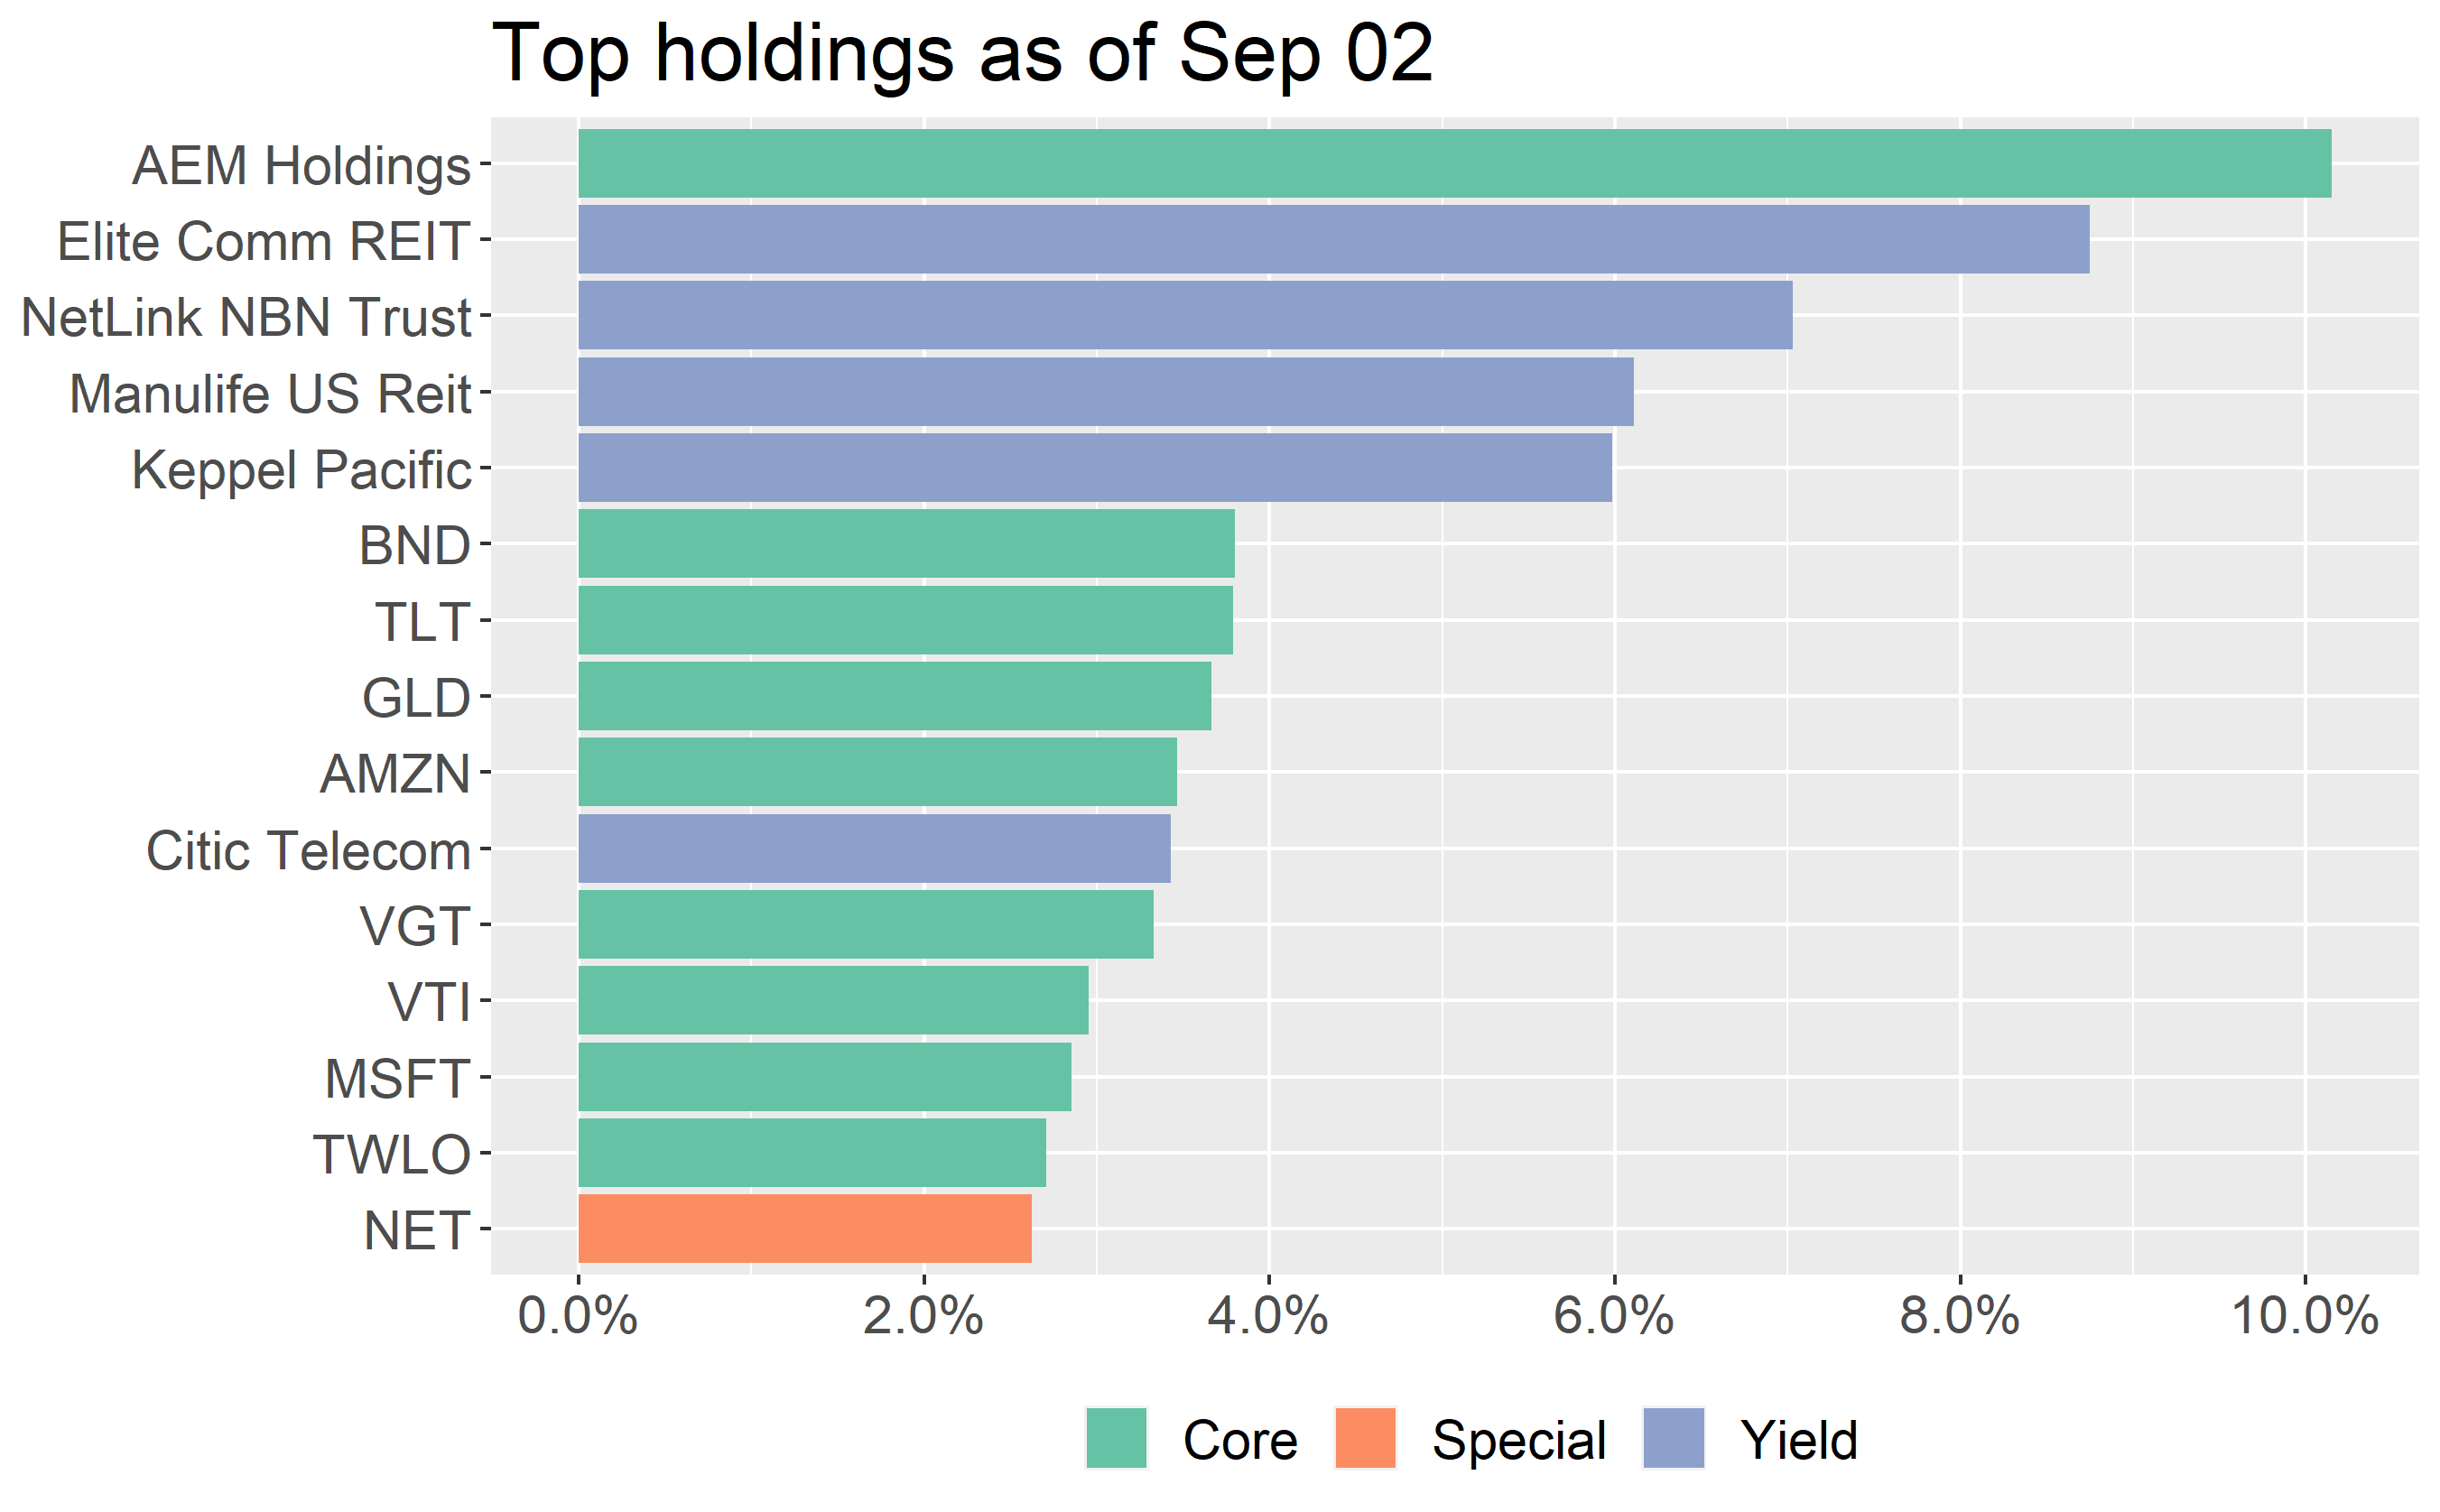 Top holdings as of Sep 02
AEM Holdings
Elite Comm REIT
NetLink NBN Trust
Manulife US Reit
Keppel Pacific
BND
TLT
GLD
AMZN
Citic Telecom
VGT
VTI
MSFT
TWLO
NET
0.0% 2.0% 4.0% 6.0% 8.0% 10.0%
Core Special Yield